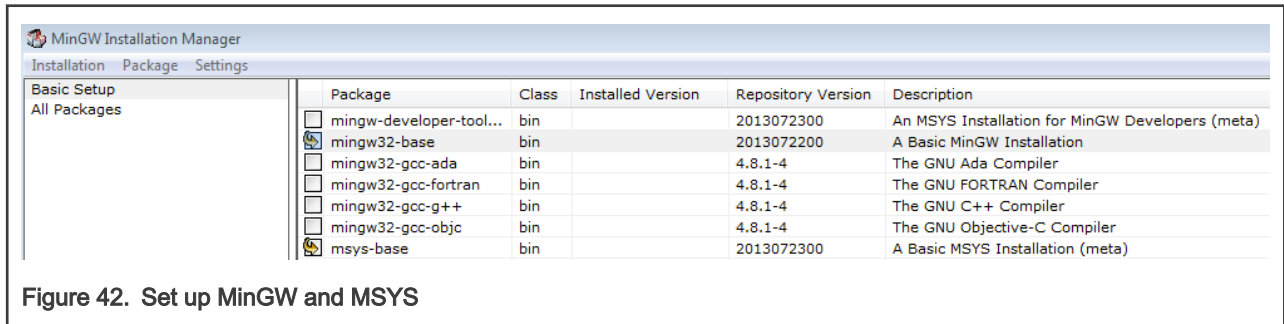 MinGW Installation Manager
Installation Package Settings
Basic Setup
All Packages
Package Class Installed Version Repository Version Description
mingw-developer-tool... bin 2013072300 An MSYS Installation for MinGW Developers (meta)
mingw32-base bin 2013072200 A Basic MinGW Installation
mingw32-gcc-ada bin 4.8.1-4 The GNU Ada Compiler
mingw32-gcc-fortran bin 4.8.1-4 The GNU FORTRAN Compiler
mingw32-gcc-g++ bin 4.8.1-4 The GNU C++ Compiler
mingw32-gcc-objc bin 4.8.1-4 The GNU Objective-C Compiler
msys-base bin 2013072300 A Basic MSYS Installation (meta)
Figure 42. Set up MinGW and MSYS